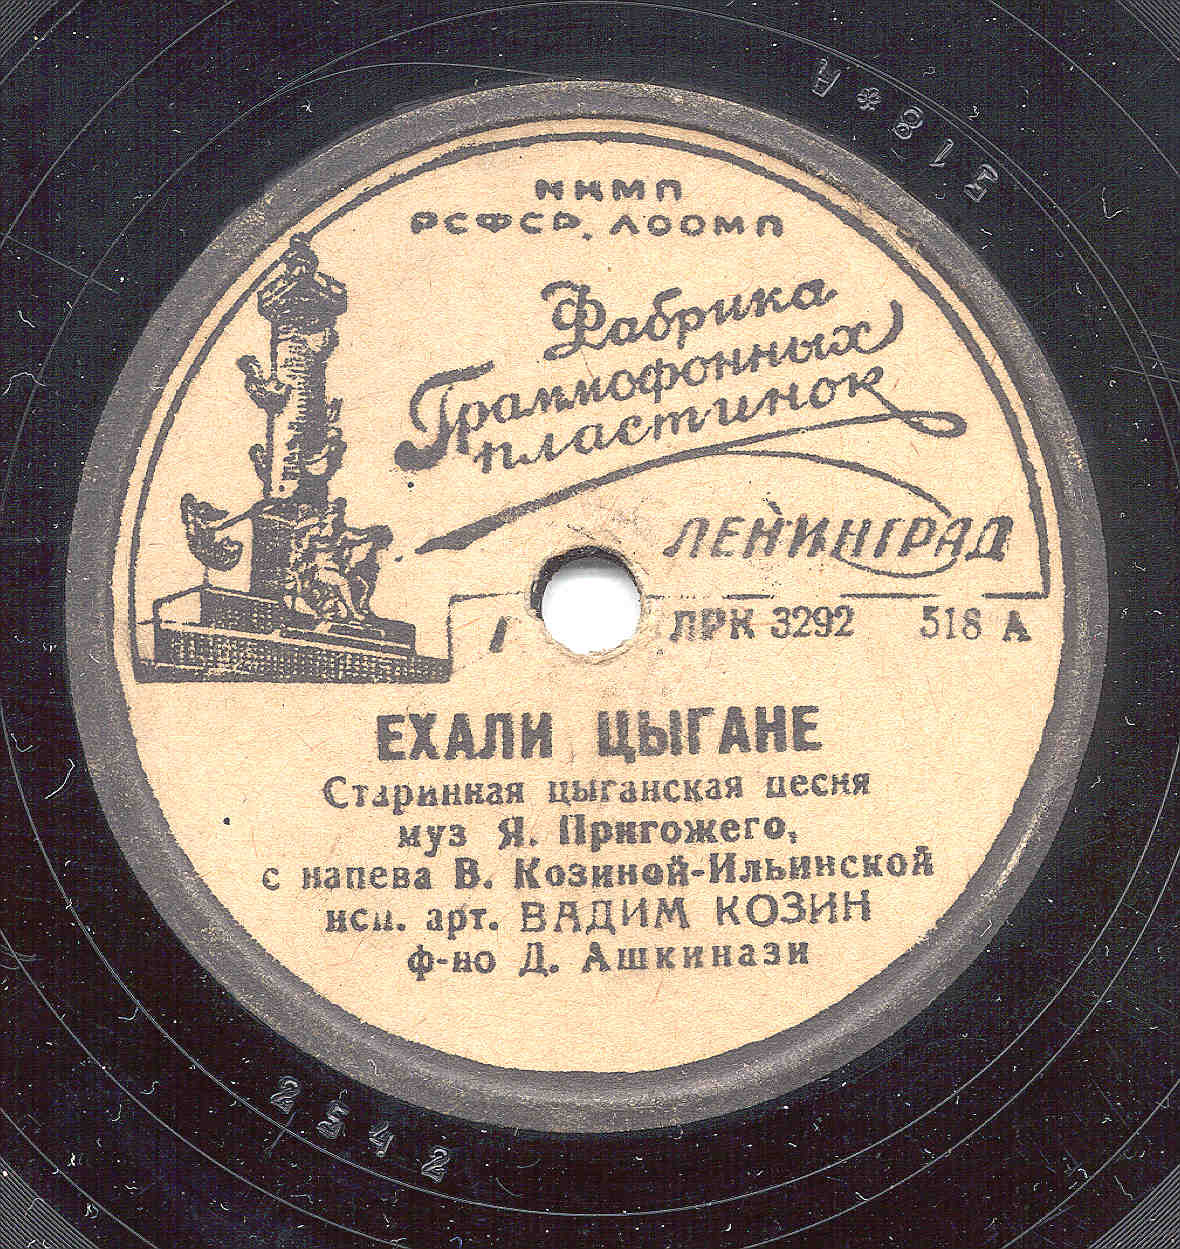 518*А
НКМП
РСФСР. ЛООМП
Фабрика
Граммофонных
пластинок
ЛЕНИНГРАД
ЛРК 3292 518 А
ЕХАЛИ ЦЫГАНЕ
Старинная цыганская песня
муз Я. Пригожего,
с напева В. Козиной-Ильинской
исп. арт. ВАДИМ КОЗИН
ф-но Д. Ашкинази
2542